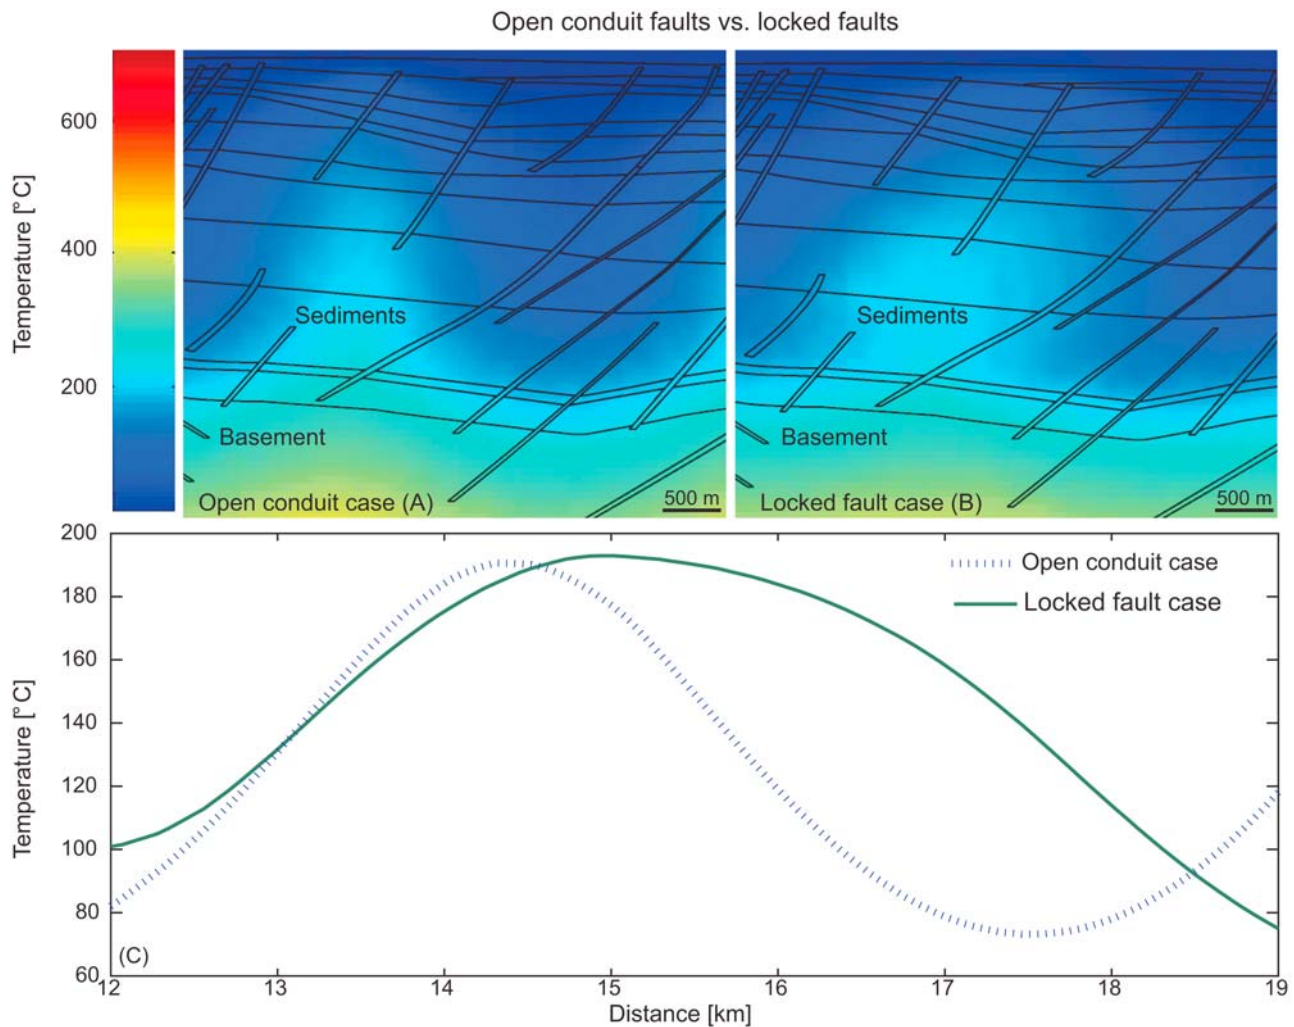 Open conduit faults vs. locked faults
Temperature [°C]
600
400
200
Sediments
Basement
Open conduit case (A)
500 m
Sediments
Basement
Locked fault case (B)
500 m
Temperature [°C]
200
180
160
140
120
100
80
60
Open conduit case
Locked fault case
(C)
12 13 14 15 16 17 18 19
Distance [km]